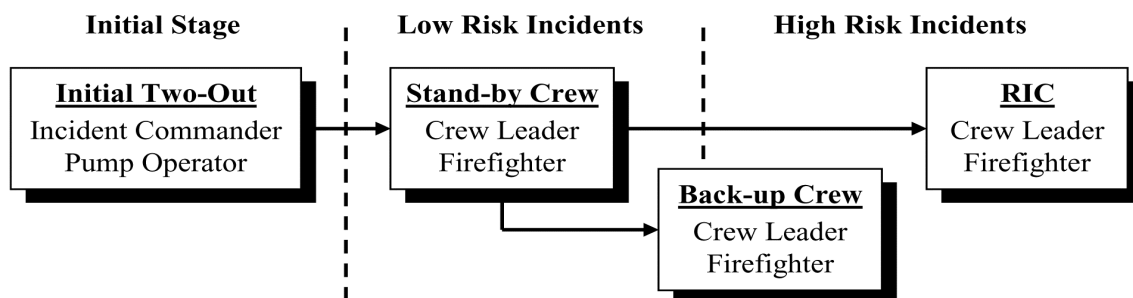 Initial Stage
Low Risk Incidents
High Risk Incidents
Initial Two-Out
Incident Commander
Pump Operator
Stand-by Crew
Crew Leader
Firefighter
RIC
Crew Leader
Firefighter
Back-up Crew
Crew Leader
Firefighter